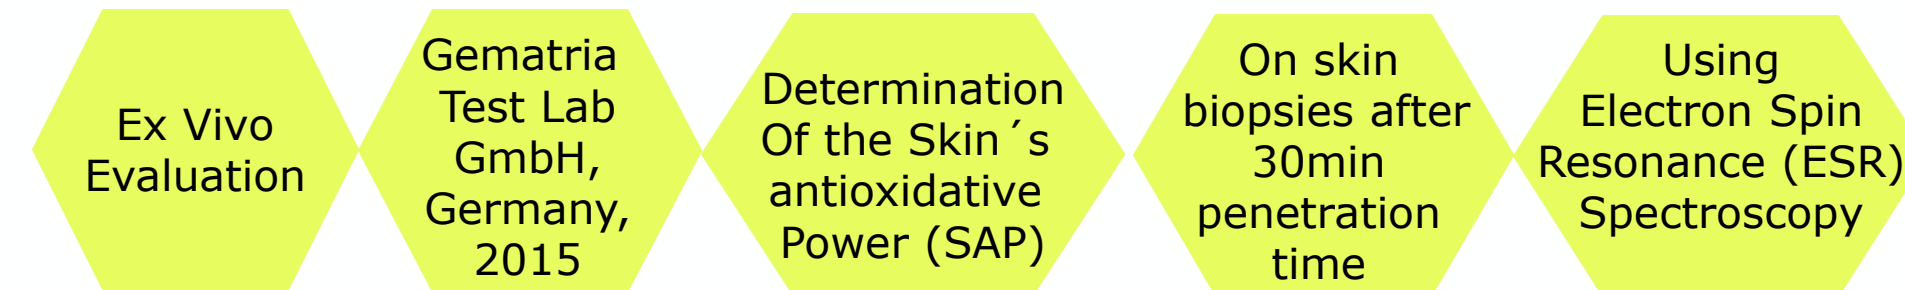 Ex Vivo
Evaluation
Gematria
Test Lab
GmbH,
Germany,
2015
Determination
Of the Skin´s
antioxidative
Power (SAP)
On skin
biopsies after
30min
penetration
time
Using
Electron Spin
Resonance (ESR)
Spectroscopy